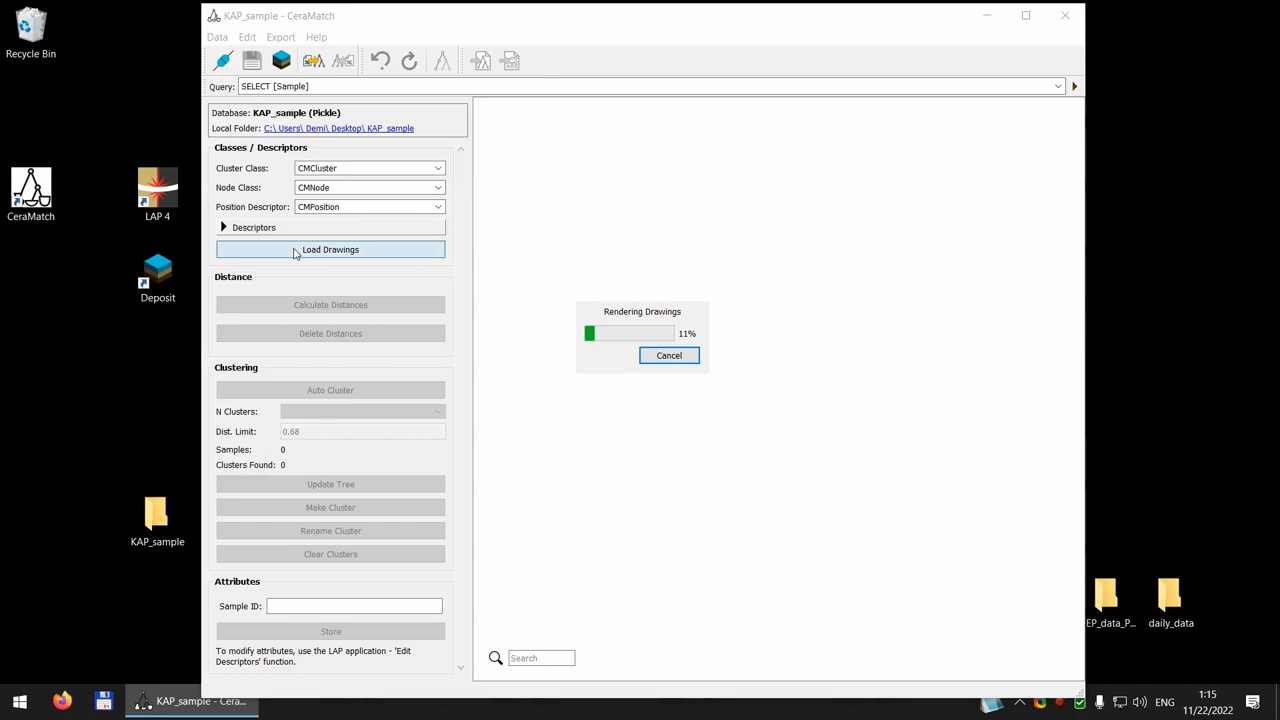 Recycle Bin
CeraMatch
LAP 4
Deposit
KAP_sample
EP_data_P...
daily_data
KAP_sample - CeraMatch
Data
Edit
Export
Help
Query:
SELECT [Sample]
Database: KAP_sample (Pickle)
Local Folder: C:\ Users\ Demi\ Desktop\ KAP_sample
Classes / Descriptors
Cluster Class:
CMCluster
Node Class:
CMNode
Position Descriptor:
CMPosition
Descriptors
Load Drawings
Distance
Calculate Distances
Delete Distances
Clustering
Auto Cluster
N Clusters:
Dist. Limit:
0.68
Samples:
0
Clusters Found:
0
Update Tree
Make Cluster
Rename Cluster
Clear Clusters
Attributes
Sample ID:
Store
To modify attributes, use the LAP application - 'Edit
Descriptors' function.
Rendering Drawings
11%
Cancel
Search
KAP_sample - Cera...
ENG
1:15
11/22/2022